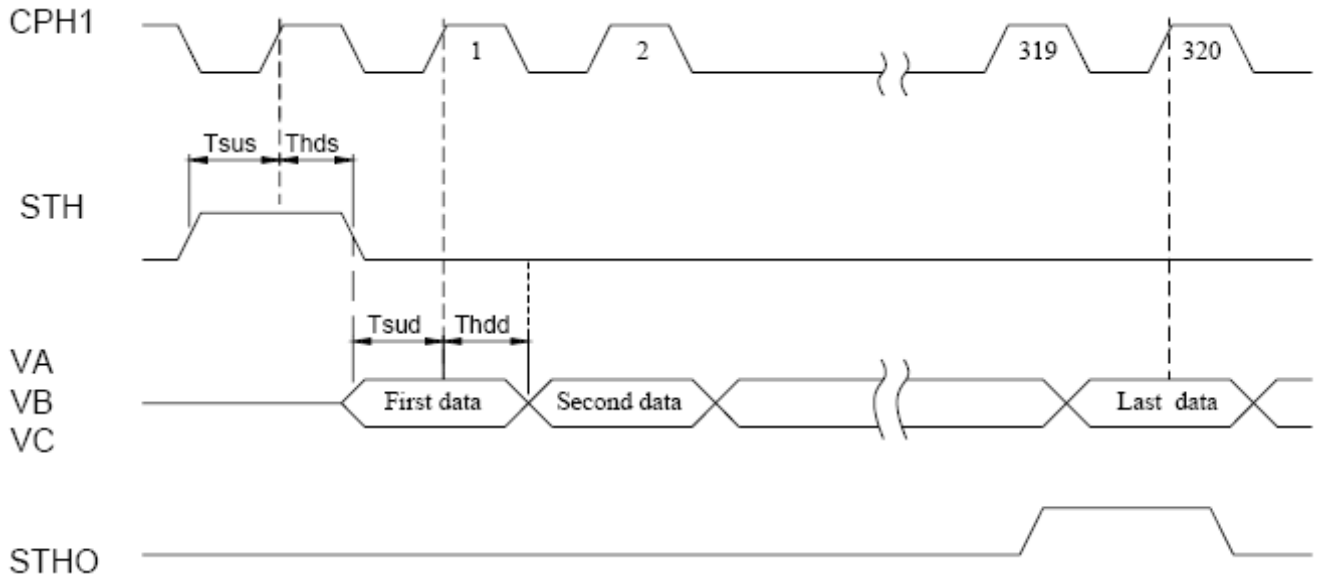 CPH1
1
2
319
320
Tsus
Thds
STH
Tsud
Thdd
VA
VB
VC
First data
Second data
Last data
STHO